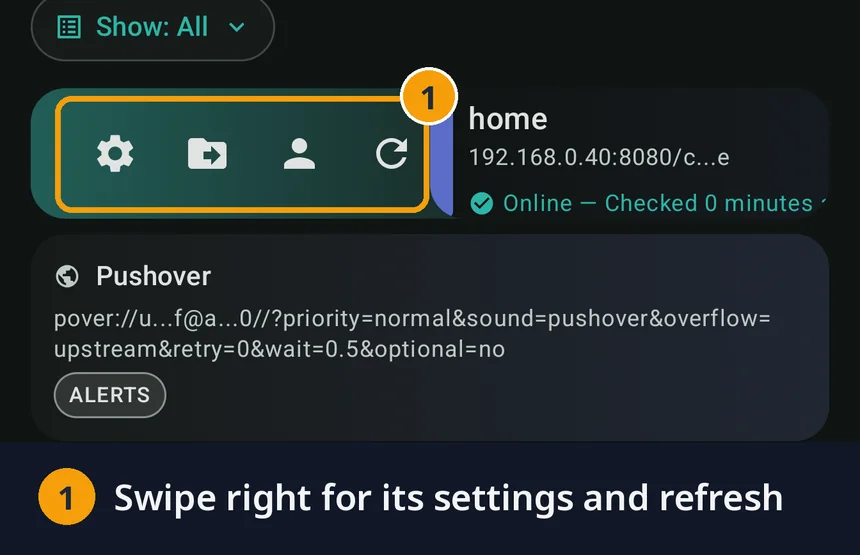 Show: All
1
home
192.168.0.40:8080/c...e
Online — Checked 0 minutes
Pushover
pover://u...f@a...0//?priority=normal&sound=pushover&overflow=
upstream&retry=0&wait=0.5&optional=no
ALERTS
1 Swipe right for its settings and refresh